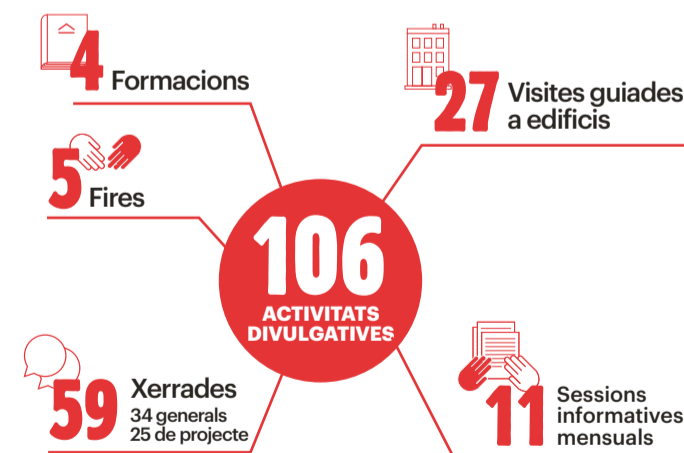 4 Formacions
27 Visites guiades
a edificis
5 Fires
106
ACTIVITATS
DIVULGATIVES
59 Xerrades
34 generals
25 de projecte
11 Sessions
informatives
mensuals